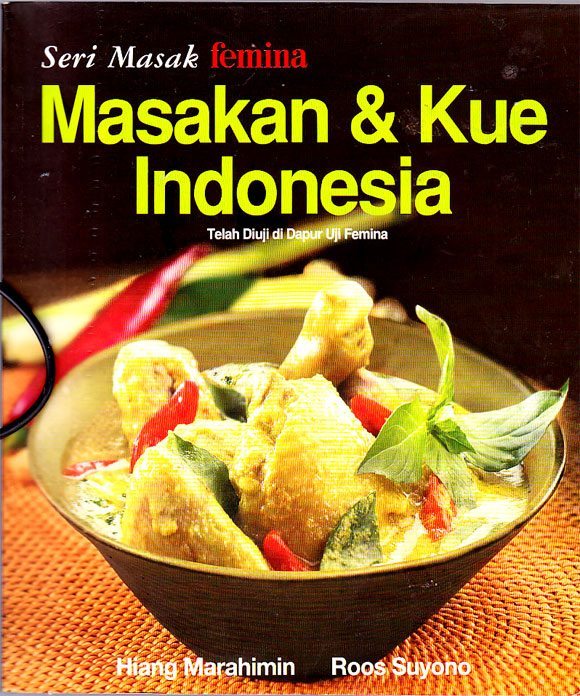 Seri Masak femina
Masakan & Kue
Indonesia
Telah Diuji di Dapur Uji Femina
Hiang Marahimin Roos Suyono